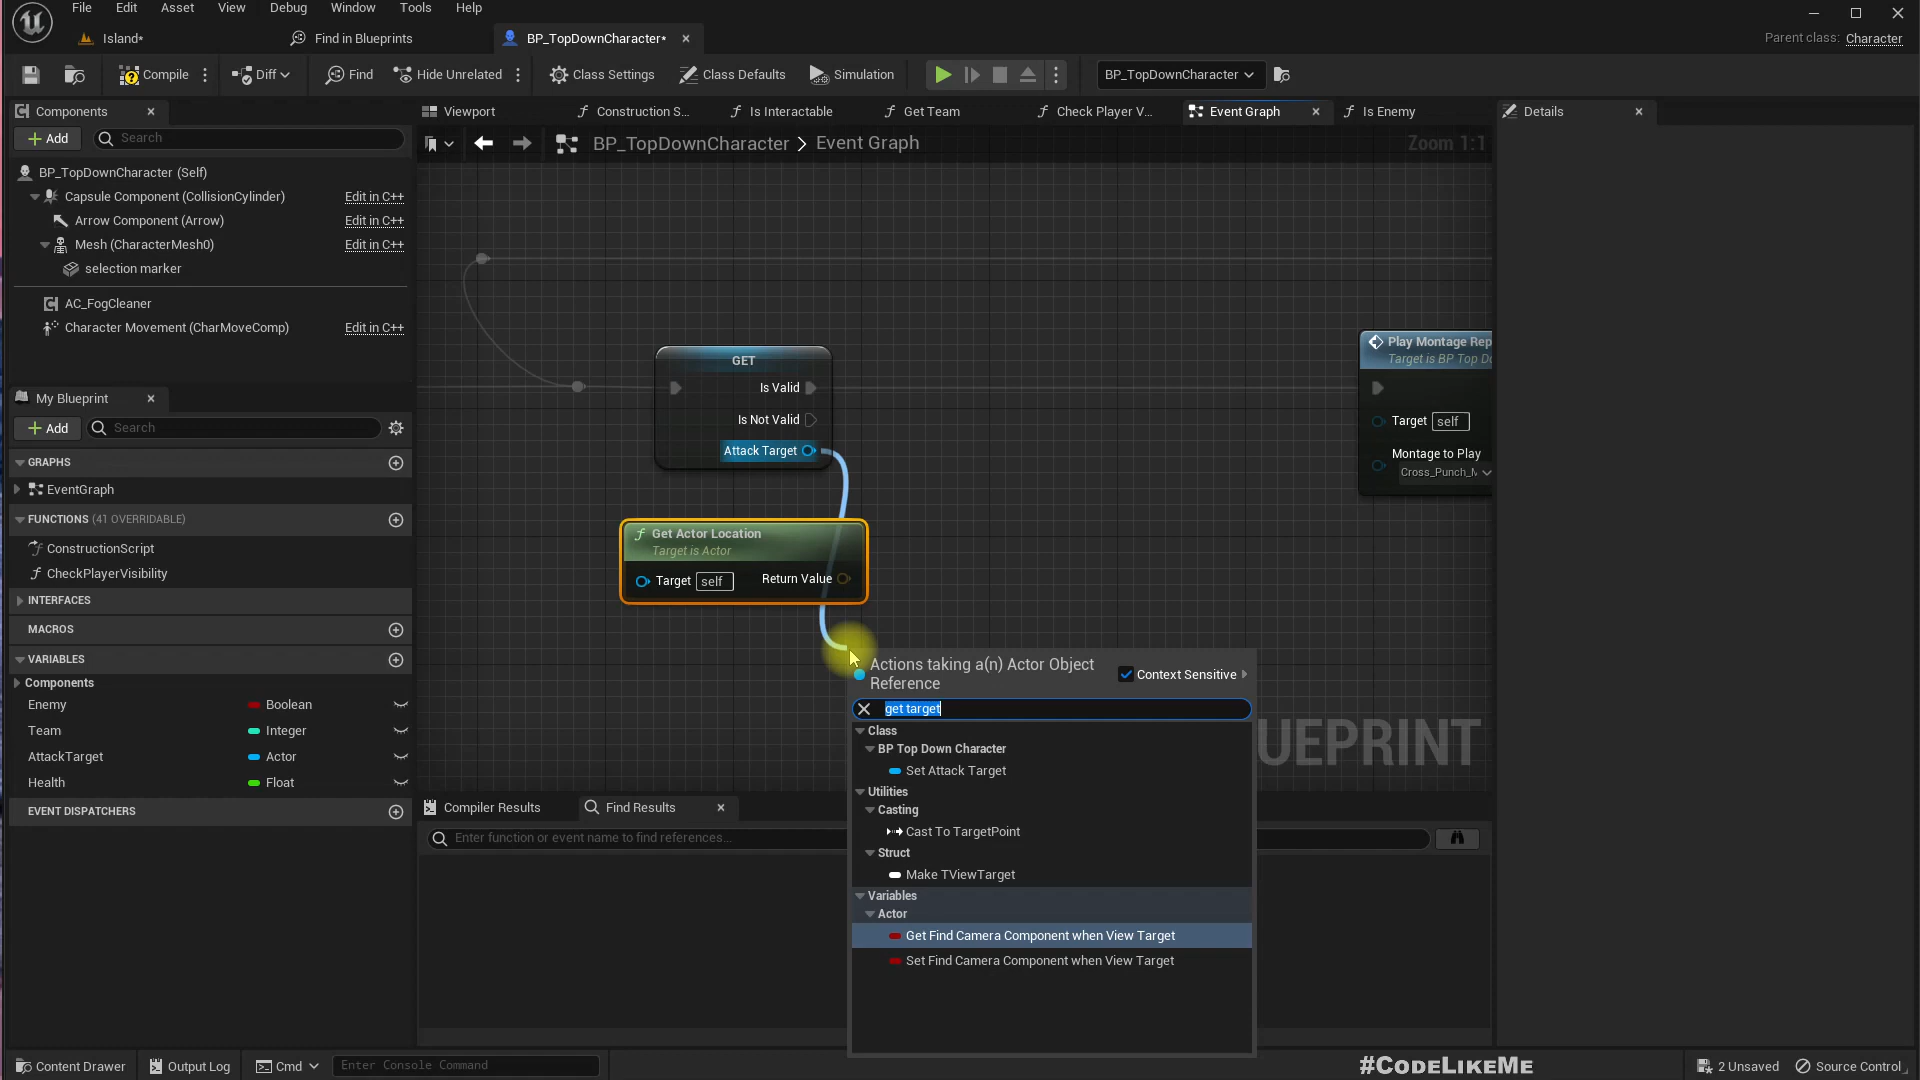 File Edit Asset View Debug Window Tools Help
Island*
Find in Blueprints
BP_TopDownCharacter*
Parent class: Character
Compile
Diff
Find
Hide Unrelated
Class Settings
Class Defaults
Simulation
BP_TopDownCharacter
Components
Viewport
Construction S...
Is Interactable
Get Team
Check Player V...
Event Graph
Is Enemy
Details
Add
Search
BP_TopDownCharacter > Event Graph
Zoom 1:1
BP_TopDownCharacter (Self)
Capsule Component (CollisionCylinder) Edit in C++
Arrow Component (Arrow) Edit in C++
Mesh (CharacterMesh0) Edit in C++
selection marker
AC_FogCleaner
Character Movement (CharMoveComp) Edit in C++
My Blueprint
Add
Search
GRAPHS
EventGraph
FUNCTIONS (41 OVERRIDABLE)
ConstructionScript
CheckPlayerVisibility
INTERFACES
MACROS
VARIABLES
Components
Enemy Boolean
Team Integer
AttackTarget Actor
Health Float
EVENT DISPATCHERS
GET
Is Valid
Is Not Valid
Attack Target
Get Actor Location
Target is Actor
Target self
Return Value
Play Montage Rep
Target is BP Top Do
Target self
Montage to Play
Cross_Punch_M
Actions taking a(n) Actor Object
Reference
Context Sensitive
get target
Class
BP Top Down Character
Set Attack Target
Utilities
Casting
Cast To TargetPoint
Struct
Make TViewTarget
Variables
Actor
Get Find Camera Component when View Target
Set Find Camera Component when View Target
UEPRINT
Compiler Results
Find Results
Enter function or event name to find references...
Content Drawer
Output Log
Cmd
Enter Console Command
#CODELIKEME
2 Unsaved
Source Control